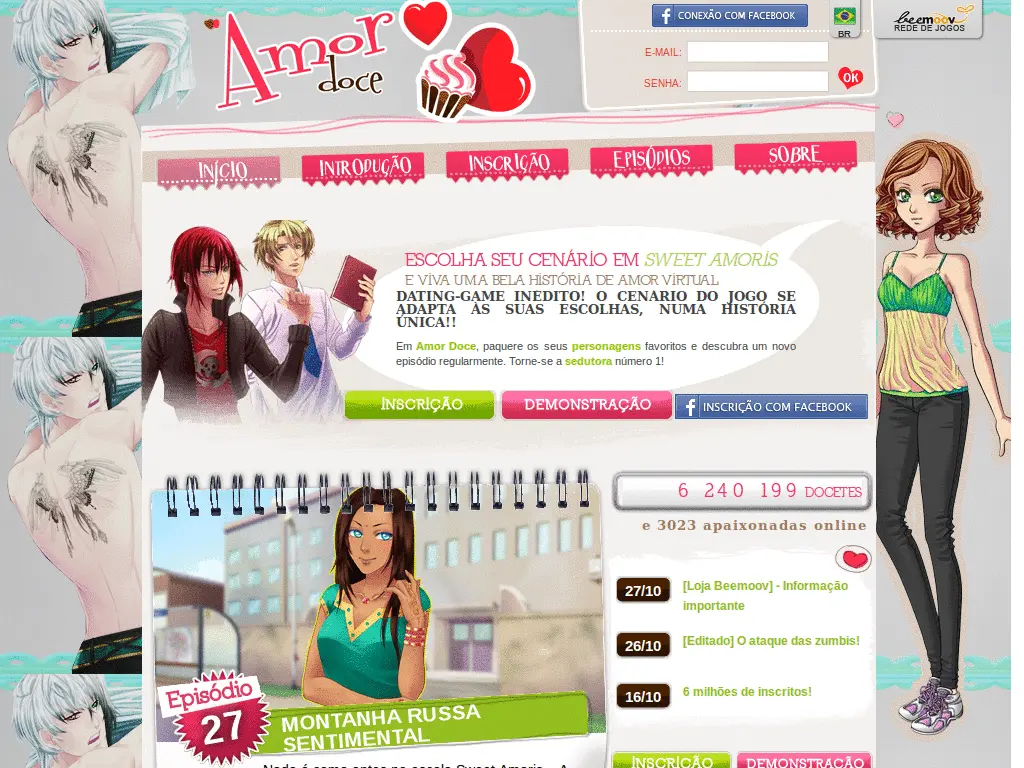 Amor
doce
CONEXÃO COM FACEBOOK
BR
beemoov
REDE DE JOGOS
E-MAIL:
SENHA:
OK
INÍCIO
INTRODUÇÃO
INSCRIÇÃO
EPISÓDIOS
SOBRE
ESCOLHA SEU CENÁRIO EM SWEET AMORIS
E VIVA UMA BELA HISTÓRIA DE AMOR VIRTUAL
DATING-GAME INEDITO! O CENARIO DO JOGO SE
ADAPTA ÀS SUAS ESCOLHAS, NUMA HISTÓRIA
ÚNICA!!
Em Amor Doce, paquere os seus personagens favoritos e descubra um novo
episódio regularmente. Torne-se a sedutora número 1!
INSCRIÇÃO
DEMONSTRAÇÃO
INSCRIÇÃO COM FACEBOOK
6 240 199 DOCETES
e 3023 apaixonadas online
27/10
[Loja Beemoov] - Informação
importante
26/10
[Editado] O ataque das zumbis!
16/10
6 milhões de inscritos!
Episódio
27
MONTANHA RUSSA
SENTIMENTAL
INSCRIÇÃO
DEMONSTRAÇÃO
Nada é como antes na escola Sweet Amoris... A